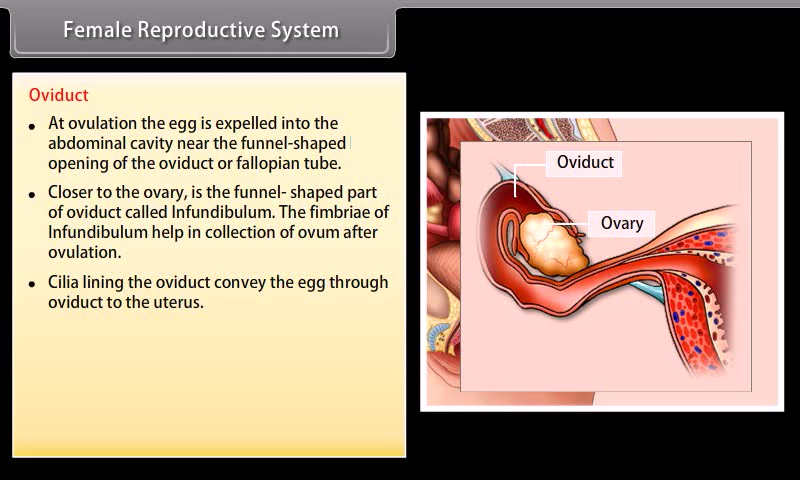 Female Reproductive System
Oviduct
• At ovulation the egg is expelled into the
abdominal cavity near the funnel-shaped
opening of the oviduct or fallopian tube.
• Closer to the ovary, is the funnel- shaped part
of oviduct called Infundibulum. The fimbriae of
Infundibulum help in collection of ovum after
ovulation.
• Cilia lining the oviduct convey the egg through
oviduct to the uterus.
Oviduct
Ovary